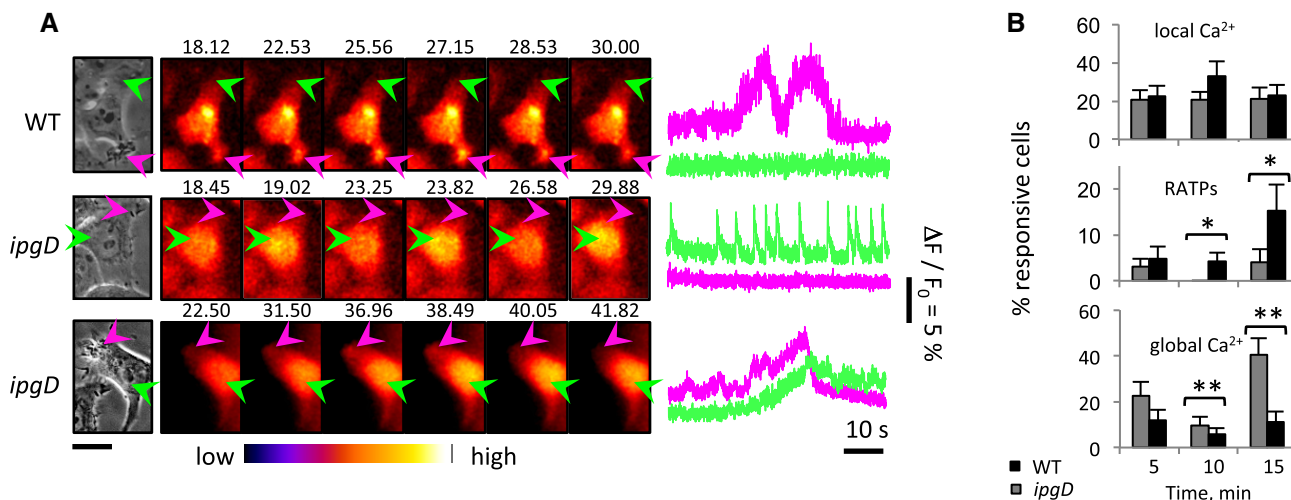 A
18.12 22.53 25.56 27.15 28.53 30.00
WT
18.45 19.02 23.25 23.82 26.58 29.88
ipgD
22.50 31.50 36.96 38.49 40.05 41.82
ipgD
low high
ΔF / F₀ = 5 %
10 s
B
% responsive cells
60
40
20
0
local Ca²⁺
20
10
0
RATPs
*
*
60
40
20
0
global Ca²⁺
**
**
5 10 15
Time, min
WT
ipgD